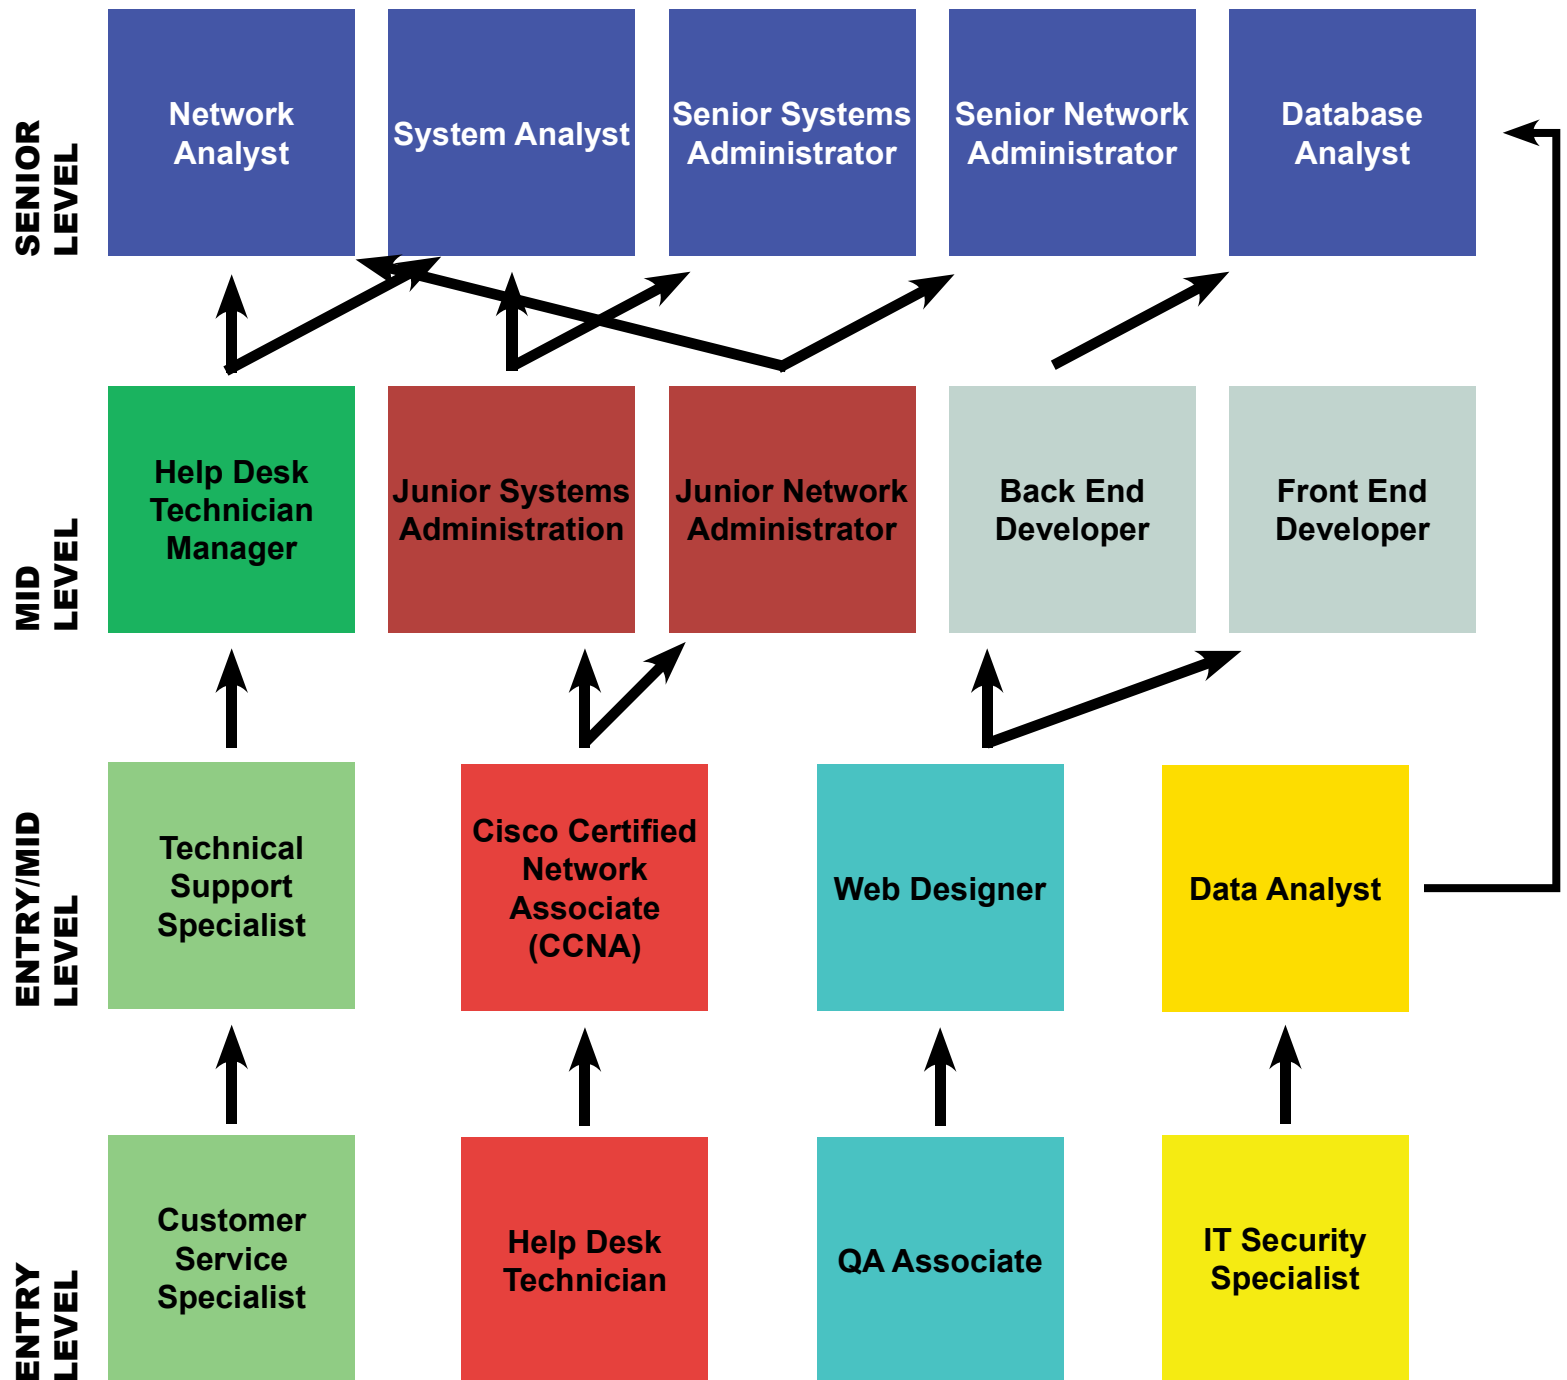 SENIOR
LEVEL
Network
Analyst
System Analyst
Senior Systems
Administrator
Senior Network
Administrator
Database
Analyst
MID
LEVEL
Help Desk
Technician
Manager
Junior Systems
Administration
Junior Network
Administrator
Back End
Developer
Front End
Developer
ENTRY/MID
LEVEL
Technical
Support
Specialist
Cisco Certified
Network
Associate
(CCNA)
Web Designer
Data Analyst
ENTRY
LEVEL
Customer
Service
Specialist
Help Desk
Technician
QA Associate
IT Security
Specialist